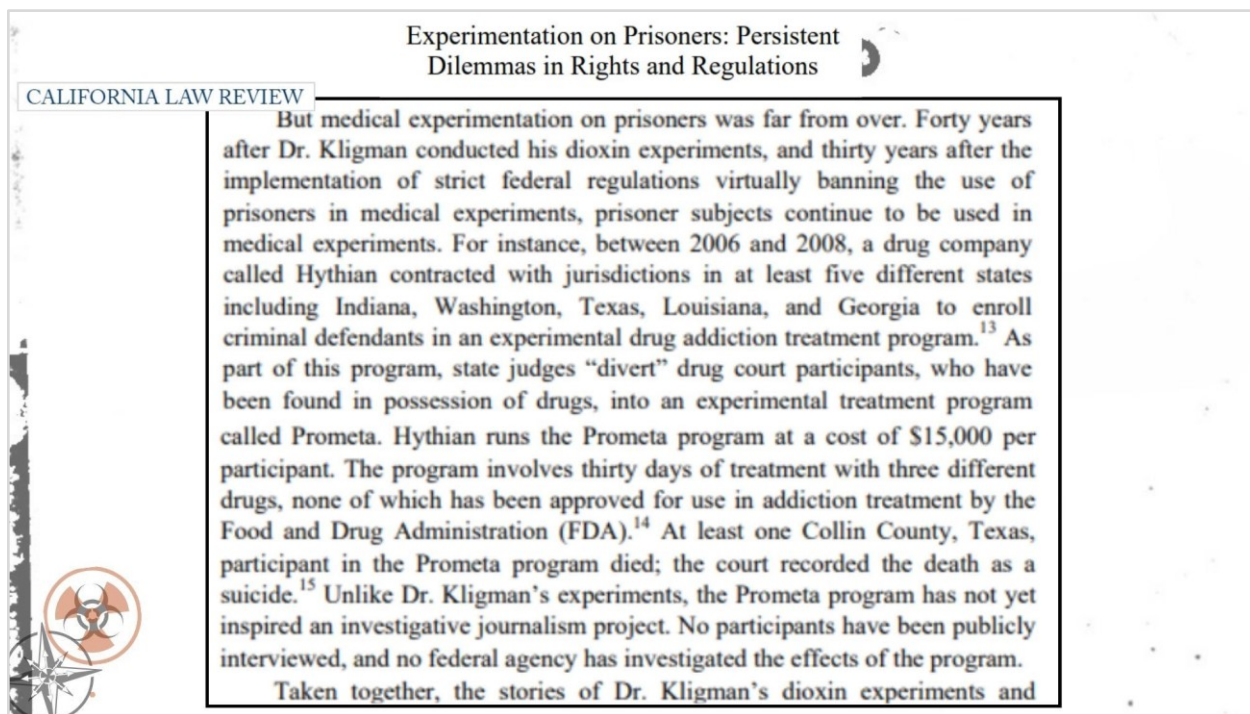 Experimentation on Prisoners: Persistent
Dilemmas in Rights and Regulations
CALIFORNIA LAW REVIEW
But medical experimentation on prisoners was far from over. Forty years
after Dr. Kligman conducted his dioxin experiments, and thirty years after the
implementation of strict federal regulations virtually banning the use of
prisoners in medical experiments, prisoner subjects continue to be used in
medical experiments. For instance, between 2006 and 2008, a drug company
called Hythian contracted with jurisdictions in at least five different states
including Indiana, Washington, Texas, Louisiana, and Georgia to enroll
criminal defendants in an experimental drug addiction treatment program.13 As
part of this program, state judges “divert” drug court participants, who have
been found in possession of drugs, into an experimental treatment program
called Prometa. Hythian runs the Prometa program at a cost of $15,000 per
participant. The program involves thirty days of treatment with three different
drugs, none of which has been approved for use in addiction treatment by the
Food and Drug Administration (FDA).14 At least one Collin County, Texas,
participant in the Prometa program died; the court recorded the death as a
suicide.15 Unlike Dr. Kligman’s experiments, the Prometa program has not yet
inspired an investigative journalism project. No participants have been publicly
interviewed, and no federal agency has investigated the effects of the program.
Taken together, the stories of Dr. Kligman’s dioxin experiments and